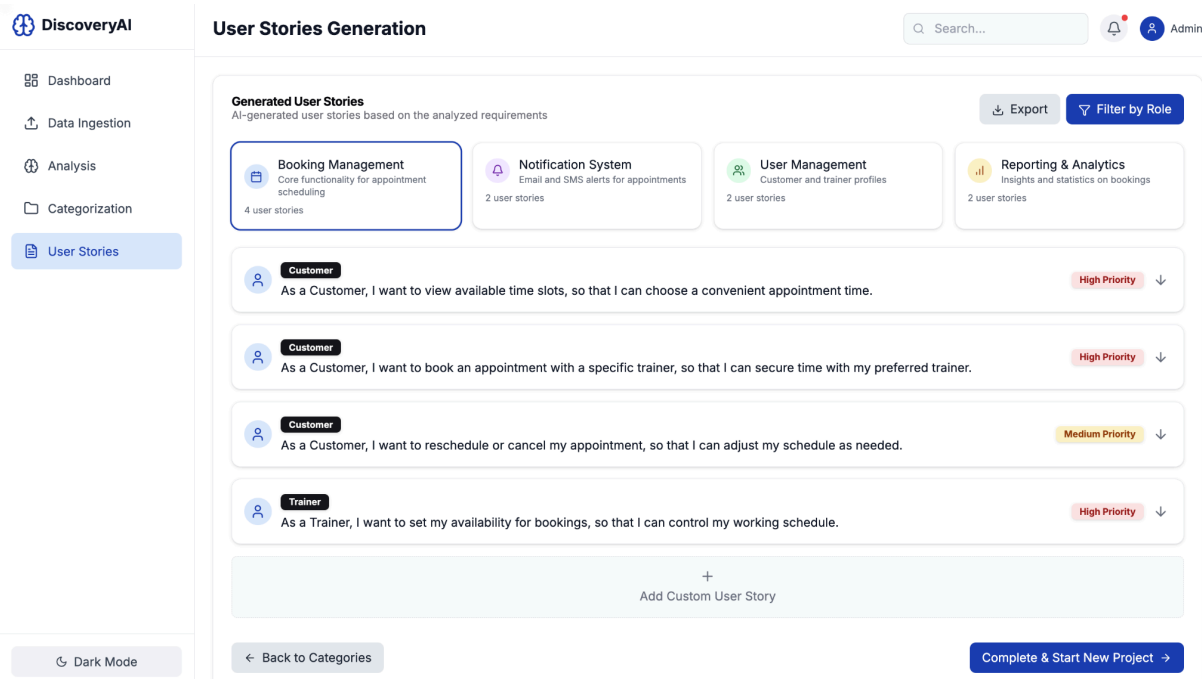 DiscoveryAI
User Stories Generation
Search...
Admin
Dashboard
Data Ingestion
Analysis
Categorization
User Stories
Dark Mode
Generated User Stories
AI-generated user stories based on the analyzed requirements
Export
Filter by Role
Booking Management
Core functionality for appointment
scheduling
4 user stories
Notification System
Email and SMS alerts for appointments
2 user stories
User Management
Customer and trainer profiles
2 user stories
Reporting & Analytics
Insights and statistics on bookings
2 user stories
Customer
As a Customer, I want to view available time slots, so that I can choose a convenient appointment time.
High Priority
Customer
As a Customer, I want to book an appointment with a specific trainer, so that I can secure time with my preferred trainer.
High Priority
Customer
As a Customer, I want to reschedule or cancel my appointment, so that I can adjust my schedule as needed.
Medium Priority
Trainer
As a Trainer, I want to set my availability for bookings, so that I can control my working schedule.
High Priority
Add Custom User Story
Back to Categories
Complete & Start New Project